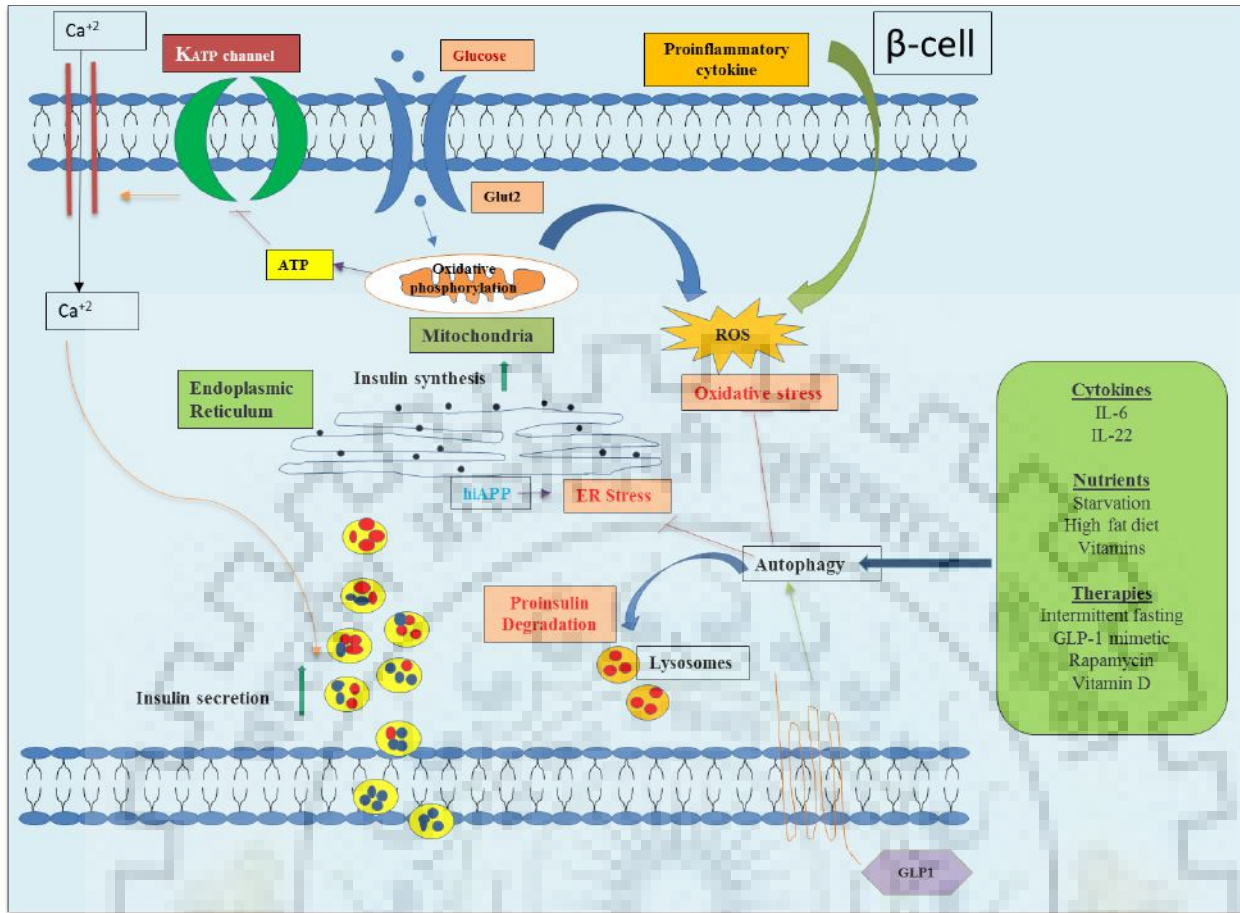 Ca+2
KATP channel
Glucose
Proinflammatory
cytokine
β-cell
Glut2
ATP
Oxidative
phosphorylation
Ca+2
Mitochondria
ROS
Insulin synthesis
Endoplasmic
Reticulum
Oxidative stress
hiAPP
ER Stress
Autophagy
Proinsulin
Degradation
Lysosomes
Insulin secretion
GLP1
Cytokines
IL-6
IL-22
Nutrients
Starvation
High fat diet
Vitamins
Therapies
Intermittent fasting
GLP-1 mimetic
Rapamycin
Vitamin D